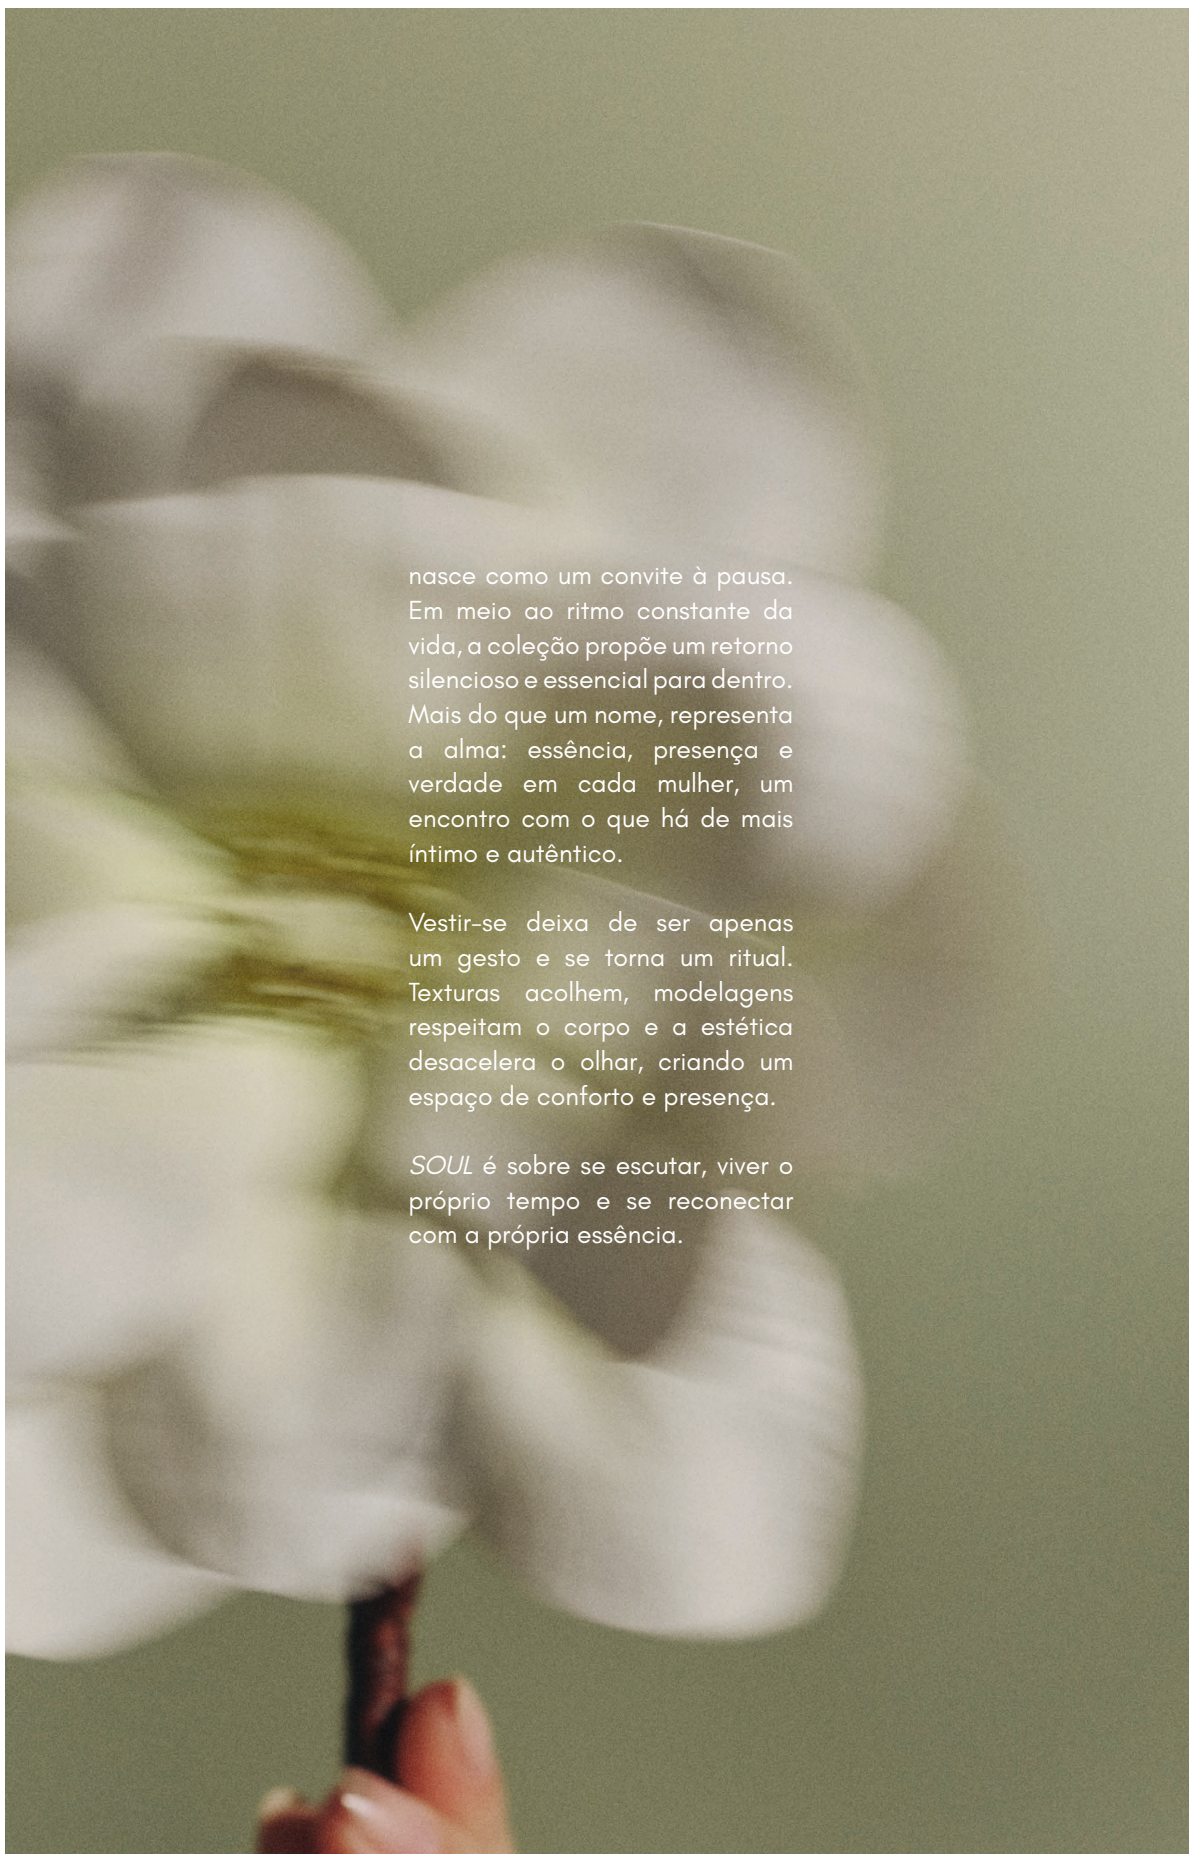 nasce como um convite à pausa.
Em meio ao ritmo constante da
vida, a coleção propõe um retorno
silencioso e essencial para dentro.
Mais do que um nome, representa
a alma: essência, presença e
verdade em cada mulher, um
encontro com o que há de mais
íntimo e autêntico.
Vestir-se deixa de ser apenas
um gesto e se torna um ritual.
Texturas acolhem, modelagens
respeitam o corpo e a estética
desacelera o olhar, criando um
espaço de conforto e presença.
SOUL é sobre se escutar, viver o
próprio tempo e se reconectar
com a própria essência.